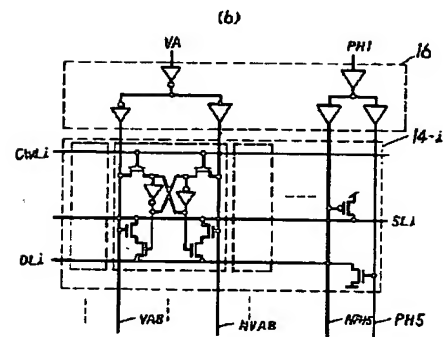 (b)
VA
PH1
16
14-i
CWLi
SLi
DLi
VAB
NVAB
NPH5
PH5